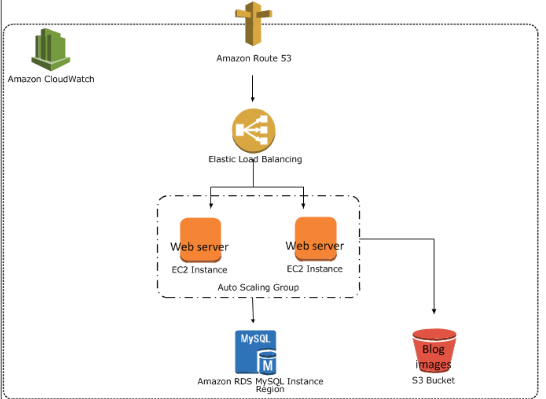 Amazon Route 53
Amazon CloudWatch
Elastic Load Balancing
Web server
EC2 Instance
Web server
EC2 Instance
Auto Scaling Group
MySQL
M
Amazon RDS MySQL Instance
Region
Blog
images
S3 Bucket